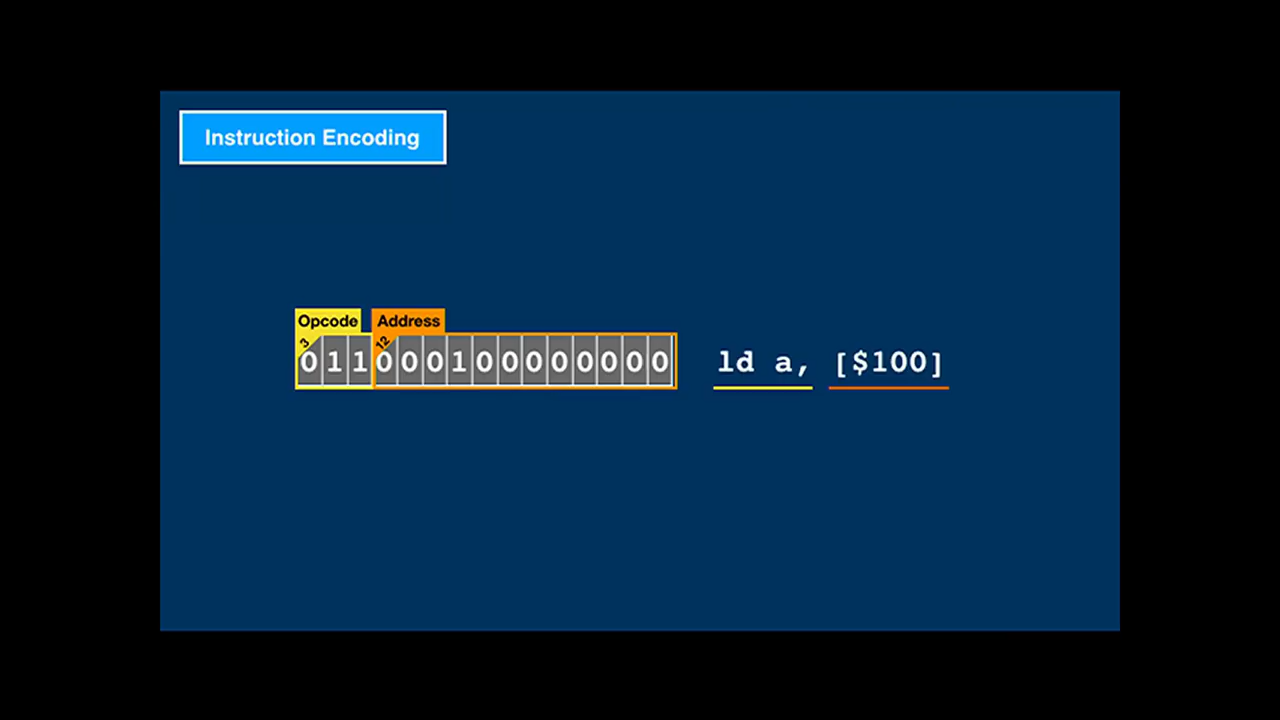 Instruction Encoding
Opcode Address
3 12
011000100000000 ld a, [$100]